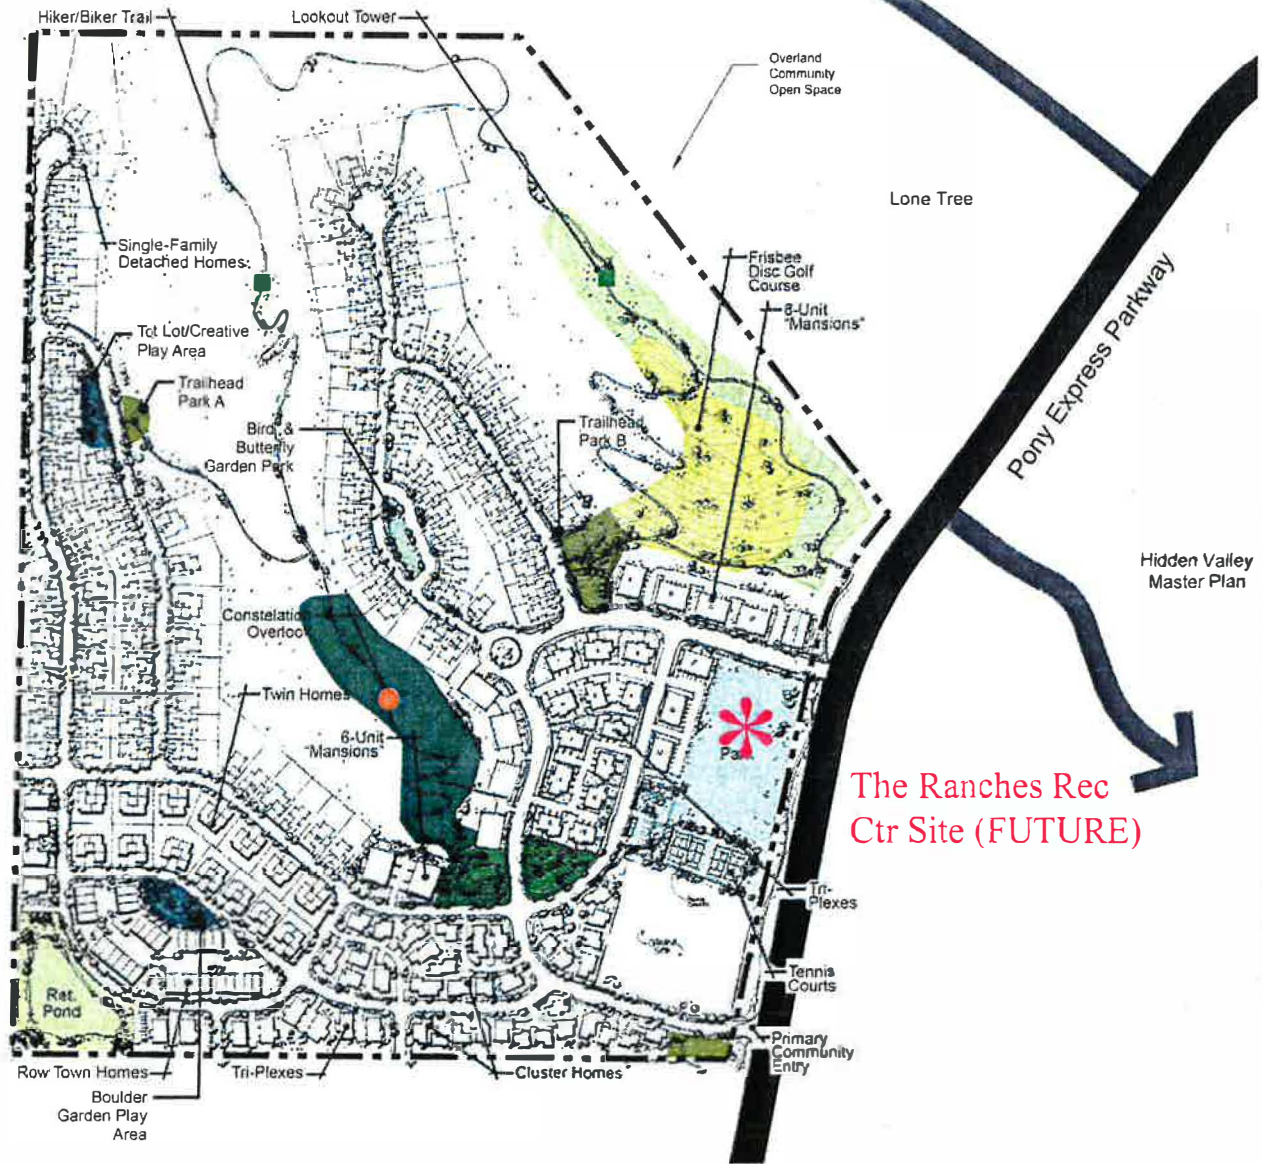 Hiker/Biker Trail
Lookout Tower
Overland
Community
Open Space
Lone Tree
Single-Family
Detached Homes
Frisbee
Disc Golf
Course
6-Unit
"Mansions"
Pony Express Parkway
Tot Lot/Creative
Play Area
Trailhead
Park A
Trailhead
Park B
Bird &
Butterfly
Garden Park
Hidden Valley
Master Plan
Constelation
Overlook
Twin Homes
6-Unit
"Mansions"
Park
The Ranches Rec
Ctr Site (FUTURE)
Tri-
Plexes
Tennis
Courts
Ret.
Pond
Primary
Community
Entry
Row Town Homes
Tri-Plexes
Cluster Homes
Boulder
Garden Play
Area